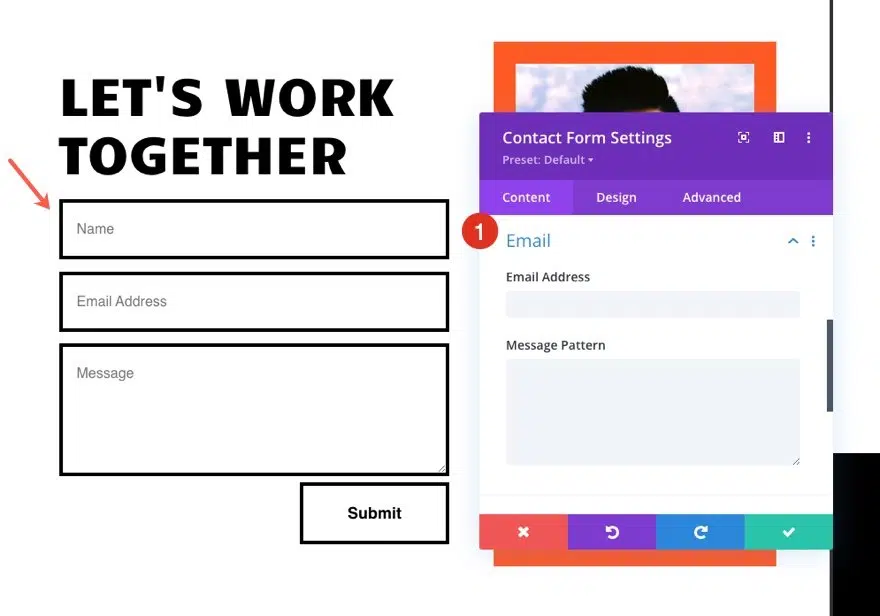 LET'S WORK
TOGETHER
Name
Email Address
Message
Submit
Contact Form Settings
Preset: Default
Content Design Advanced
1
Email
Email Address
Message Pattern